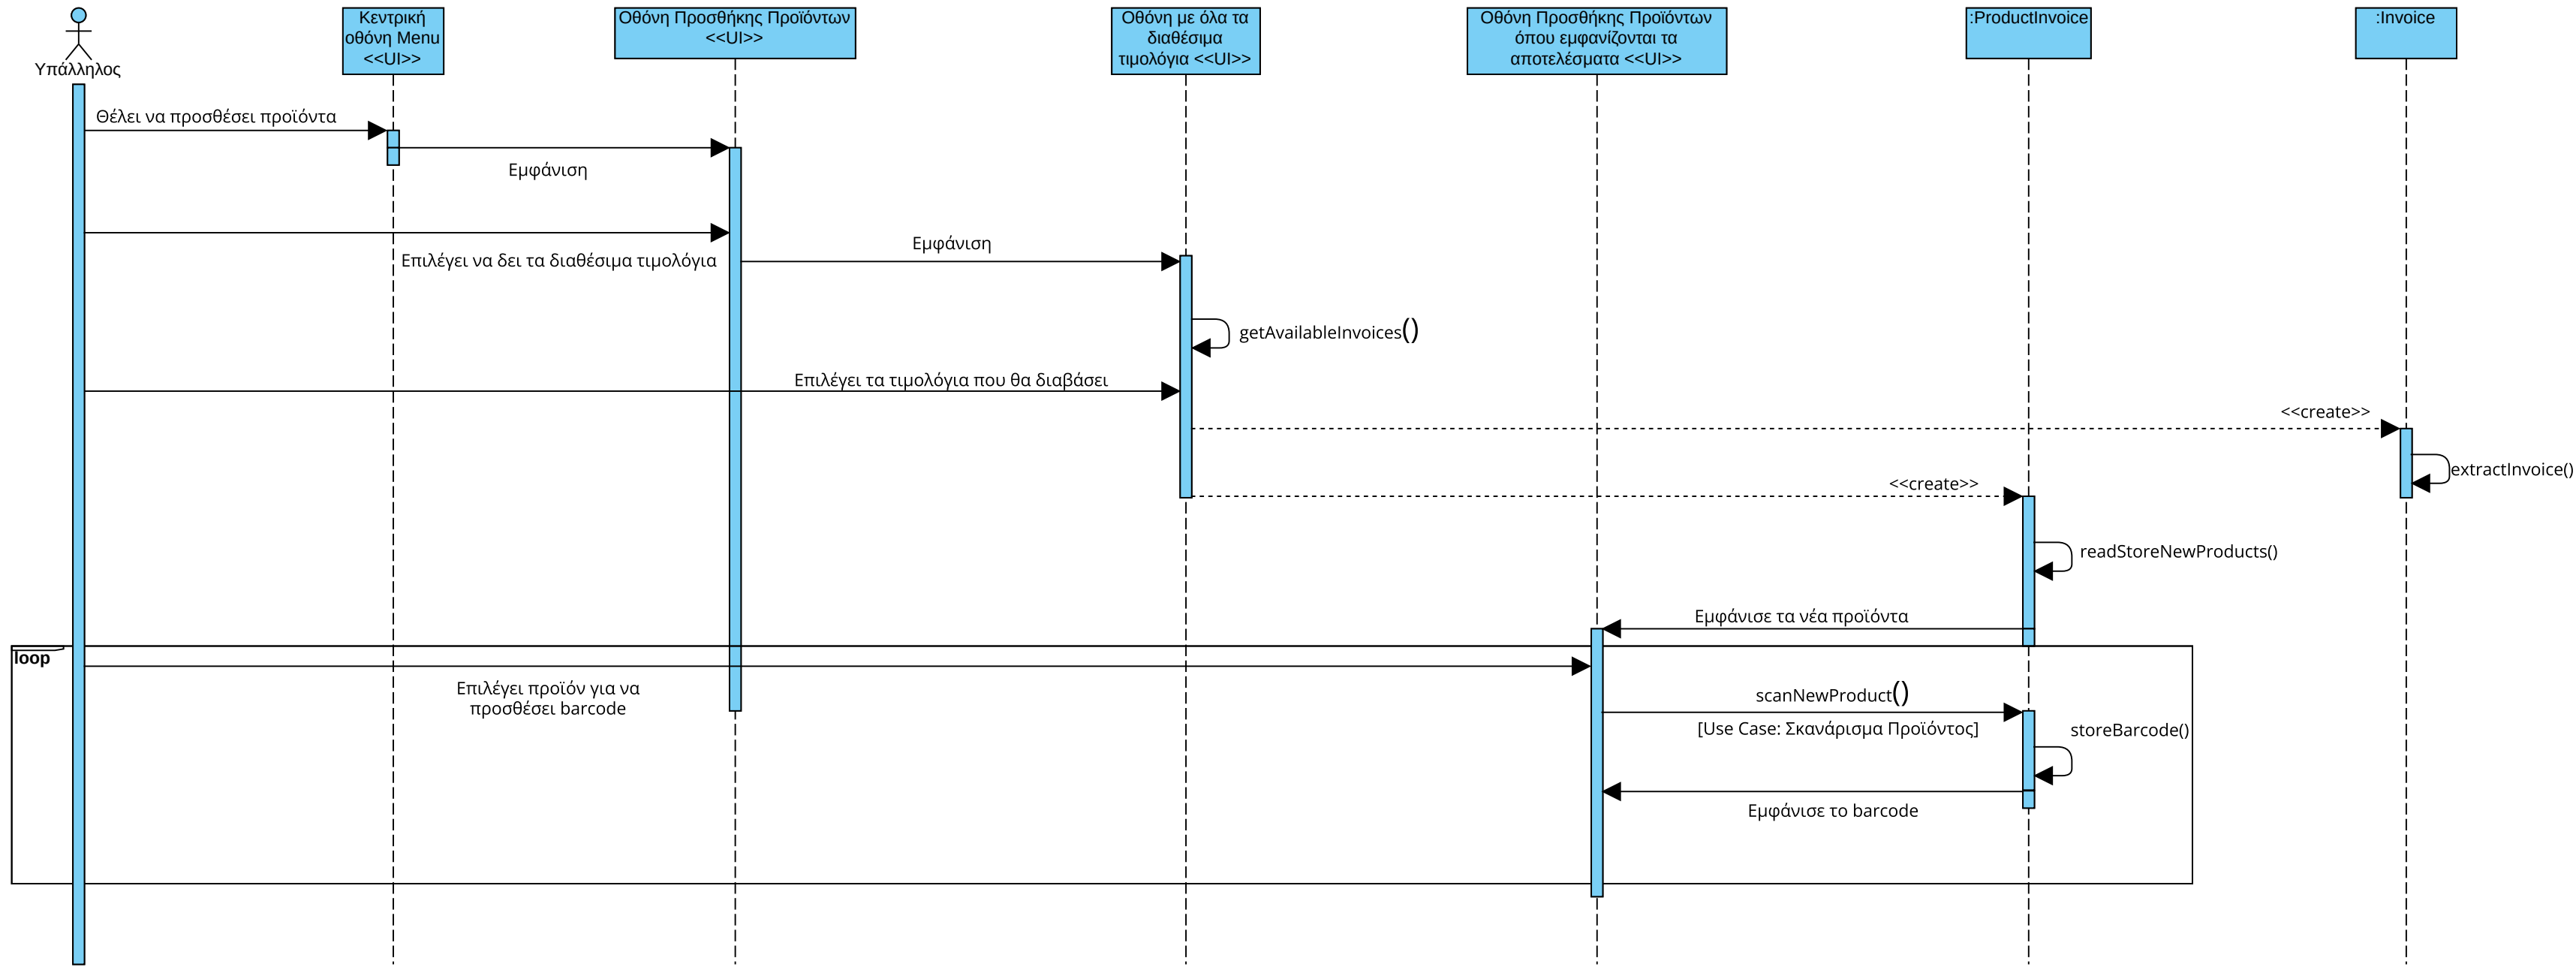 Υπάλληλος
Κεντρική
οθόνη Menu
<<UI>>
Οθόνη Προσθήκης Προϊόντων
<<UI>>
Οθόνη με όλα τα
διαθέσιμα
τιμολόγια <<UI>>
Οθόνη Προσθήκης Προϊόντων
όπου εμφανίζονται τα
αποτελέσματα <<UI>>
:ProductInvoice
:Invoice
Θέλει να προσθέσει προϊόντα
Εμφάνιση
Επιλέγει να δει τα διαθέσιμα τιμολόγια
Εμφάνιση
getAvailableInvoices()
Επιλέγει τα τιμολόγια που θα διαβάσει
<<create>>
extractInvoice()
<<create>>
readStoreNewProducts()
Εμφάνισε τα νέα προϊόντα
loop
Επιλέγει προϊόν για να
προσθέσει barcode
scanNewProduct()
[Use Case: Σκανάρισμα Προϊόντος]
storeBarcode()
Εμφάνισε το barcode